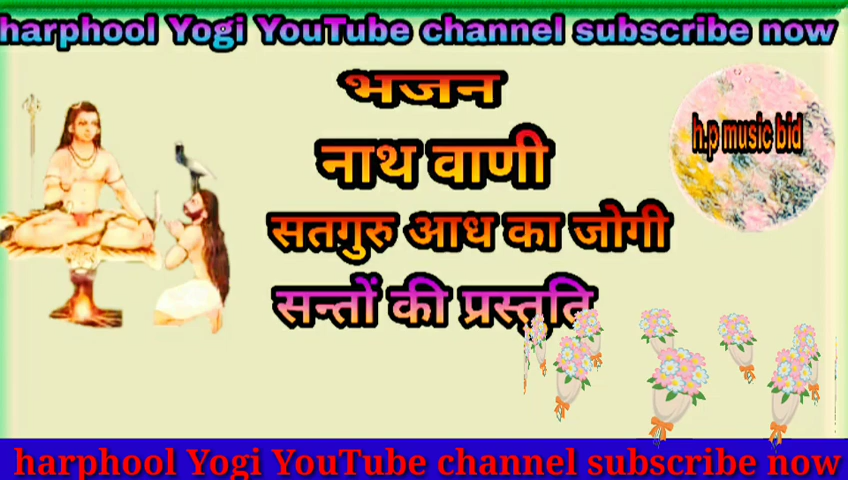 harphool Yogi YouTube channel subscribe now
भजन
h.p music bid
नाथ वाणी
सतगुरु आध का जोगी
सन्तों की प्रस्तुति
harphool Yogi YouTube channel subscribe now